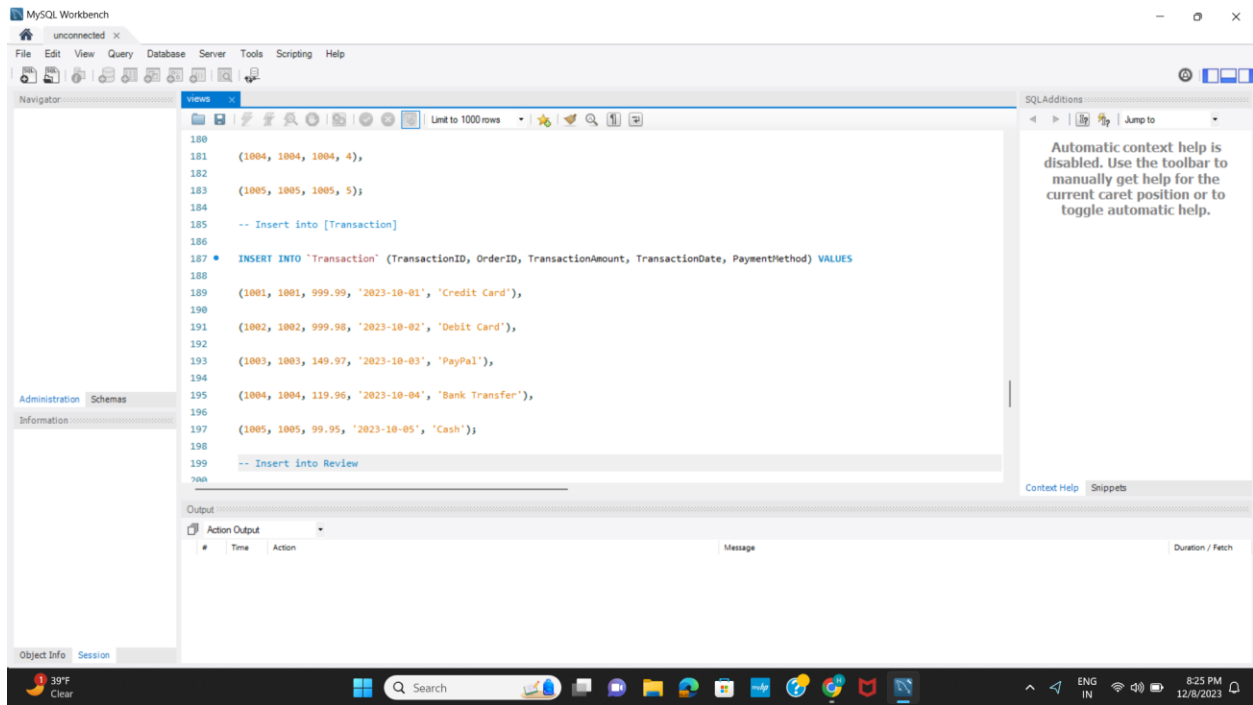 MySQL Workbench
unconnected
File Edit View Query Database Server Tools Scripting Help
Navigator
views
SQLAdditions
Limit to 1000 rows
Jump to
180
181 (1004, 1004, 1004, 4),
182
183 (1005, 1005, 1005, 5);
184
185 -- Insert into [Transaction]
186
187 INSERT INTO `Transaction` (TransactionID, OrderID, TransactionAmount, TransactionDate, PaymentMethod) VALUES
188
189 (1001, 1001, 999.99, '2023-10-01', 'Credit Card'),
190
191 (1002, 1002, 999.98, '2023-10-02', 'Debit Card'),
192
193 (1003, 1003, 149.97, '2023-10-03', 'PayPal'),
194
195 (1004, 1004, 119.96, '2023-10-04', 'Bank Transfer'),
196
197 (1005, 1005, 99.95, '2023-10-05', 'Cash');
198
199 -- Insert into Review
200
Automatic context help is
disabled. Use the toolbar to
manually get help for the
current caret position or to
toggle automatic help.
Administration Schemas
Information
Context Help Snippets
Output
Action Output
# Time Action Message Duration / Fetch
Object Info Session
1
39°F
Clear
Search
ENG
IN
8:25 PM
12/8/2023